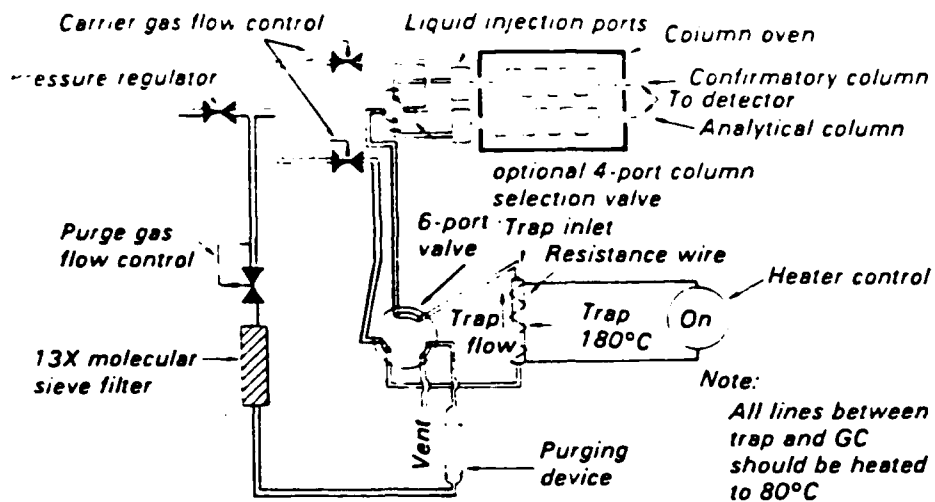 Carrier gas flow control
Liquid injection ports
Column oven
Confirmatory column
To detector
Analytical column
regulator
optional 4-port column
selection valve
6-port
valve
Trap inlet
Resistance wire
Heater control
Purge gas
flow control
Trap
flow
Trap
180°C
On
13X molecular
sieve filter
Note:
All lines between
trap and GC
should be heated
to 80°C
Vent
Purging
device